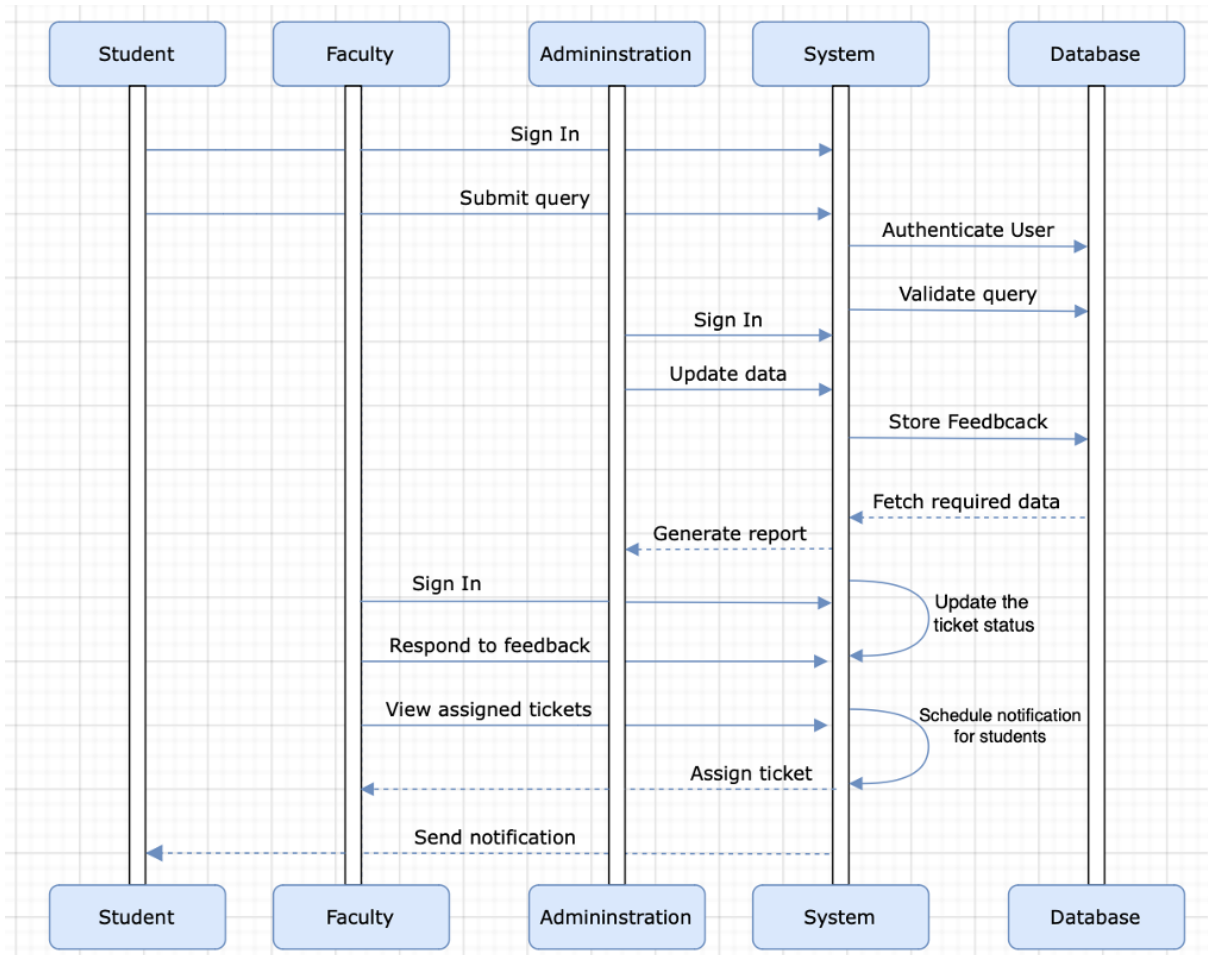 Student
Faculty
Admininstration
System
Database
Sign In
Submit query
Authenticate User
Validate query
Sign In
Update data
Store Feedbcack
Fetch required data
Generate report
Sign In
Update the
ticket status
Respond to feedback
View assigned tickets
Schedule notification
for students
Assign ticket
Send notification
Student
Faculty
Admininstration
System
Database